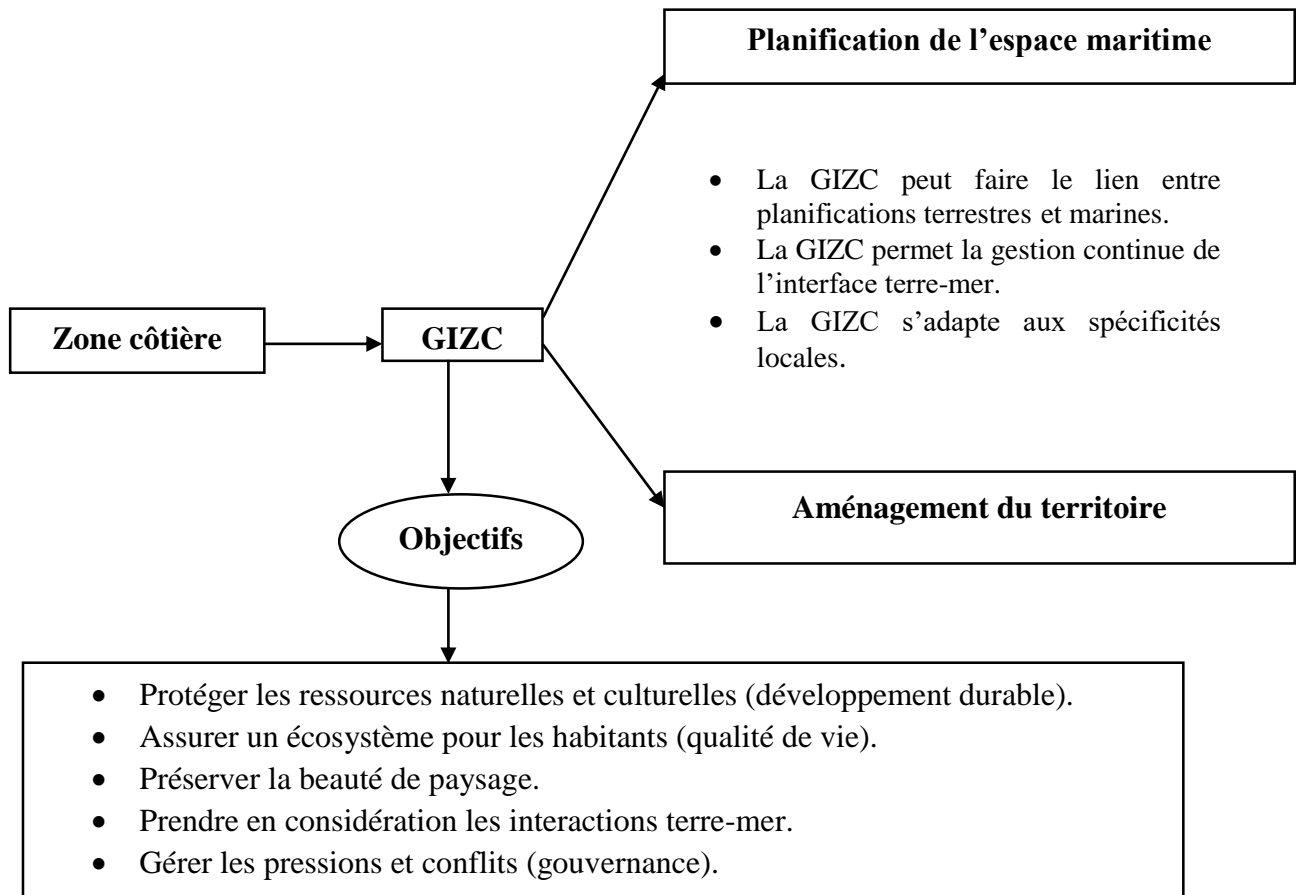 Planification de l’espace maritime
• La GIZC peut faire le lien entre
planifications terrestres et marines.
• La GIZC permet la gestion continue de
l’interface terre-mer.
• La GIZC s’adapte aux spécificités
locales.
Zone côtière
GIZC
Aménagement du territoire
Objectifs
• Protéger les ressources naturelles et culturelles (développement durable).
• Assurer un écosystème pour les habitants (qualité de vie).
• Préserver la beauté de paysage.
• Prendre en considération les interactions terre-mer.
• Gérer les pressions et conflits (gouvernance).